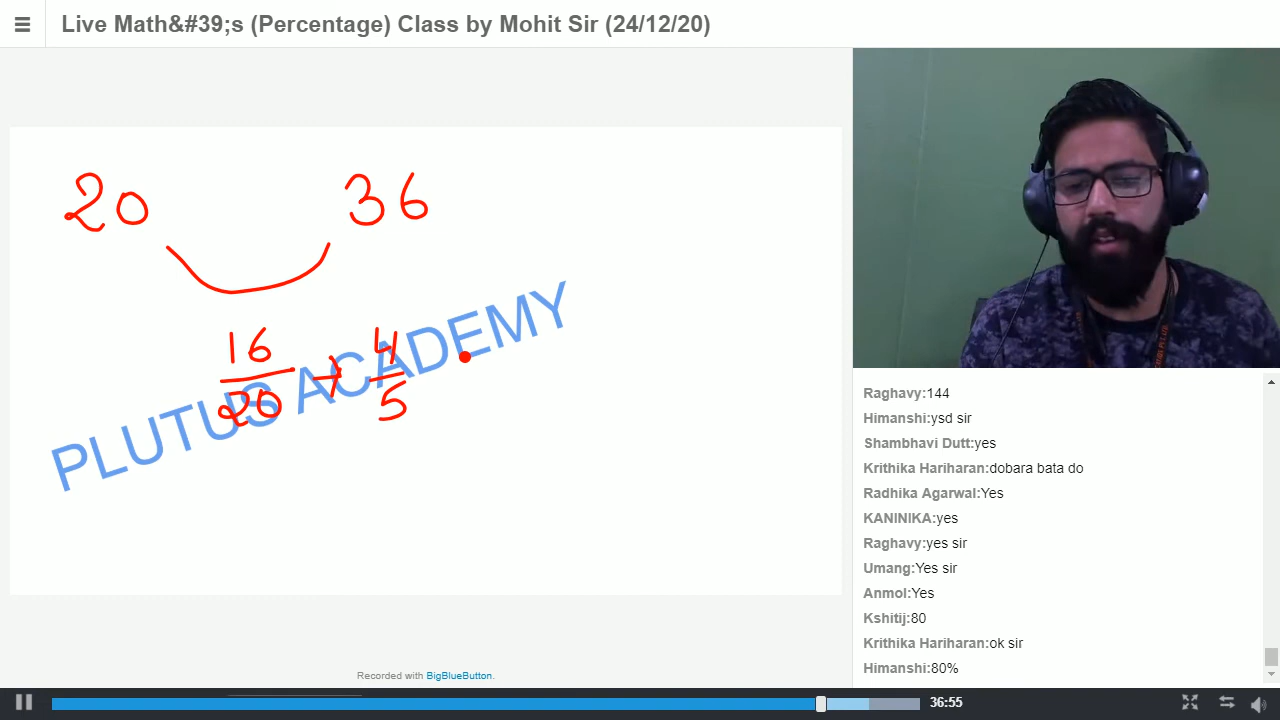 ☰ Live Math&#39;s (Percentage) Class by Mohit Sir (24/12/20)
20 36
16/20 → 4/5
PLUTUS ACADEMY
Recorded with BigBlueButton.
Raghavy:144
Himanshi:ysd sir
Shambhavi Dutt:yes
Krithika Hariharan:dobara bata do
Radhika Agarwal:Yes
KANINIKA:yes
Raghavy:yes sir
Umang:Yes sir
Anmol:Yes
Kshitij:80
Krithika Hariharan:ok sir
Himanshi:80%
36:55